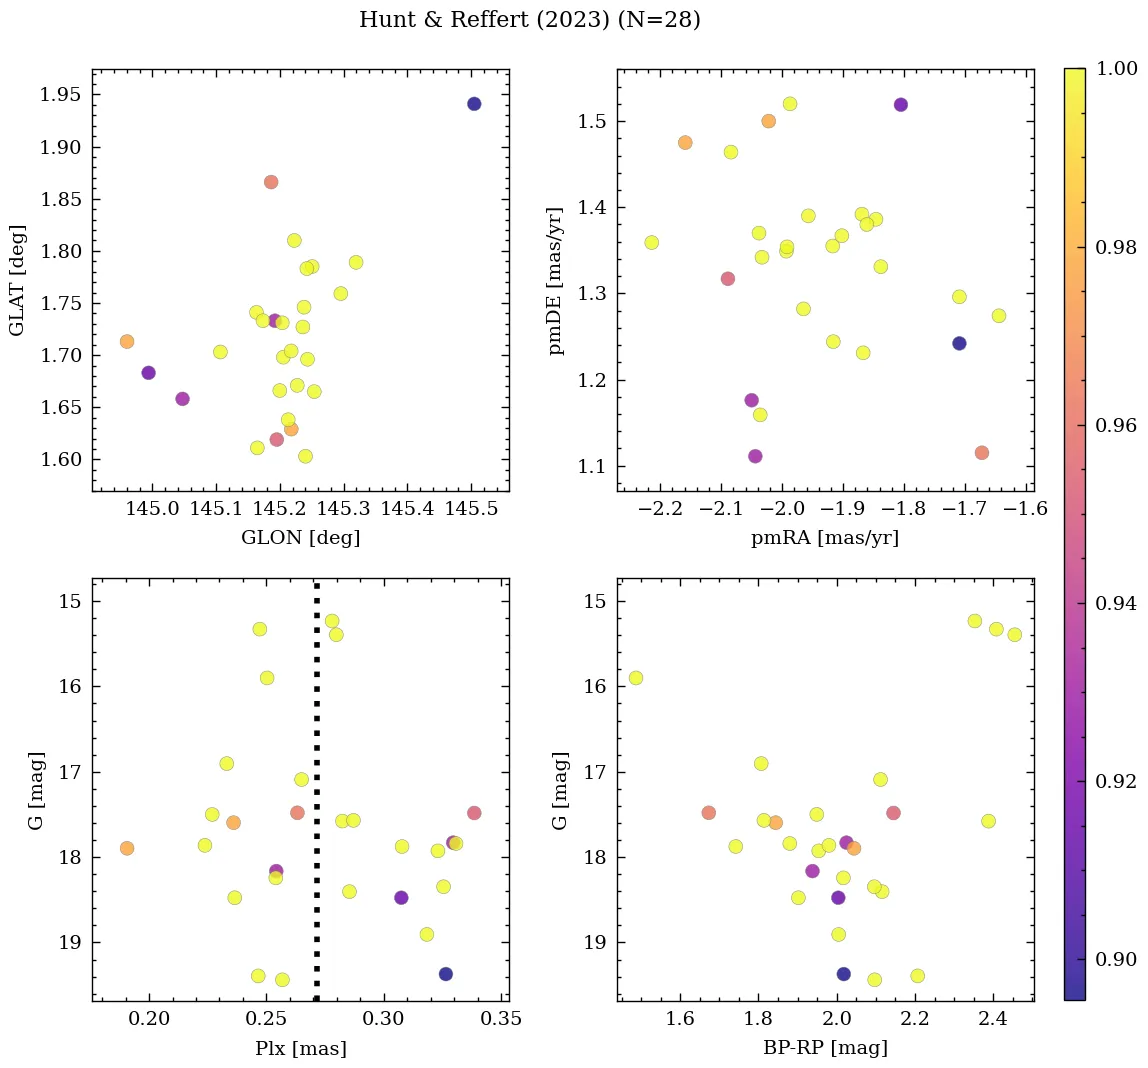 Hunt & Reffert (2023) (N=28)
1.95
1.90
1.85
1.80
1.75
1.70
1.65
1.60
GLAT [deg]
145.0 145.1 145.2 145.3 145.4 145.5
GLON [deg]
1.5
1.4
1.3
1.2
1.1
pmDE [mas/yr]
−2.2 −2.1 −2.0 −1.9 −1.8 −1.7 −1.6
pmRA [mas/yr]
15
16
17
18
19
G [mag]
0.20 0.25 0.30 0.35
Plx [mas]
15
16
17
18
19
G [mag]
1.6 1.8 2.0 2.2 2.4
BP-RP [mag]
1.00
0.98
0.96
0.94
0.92
0.90